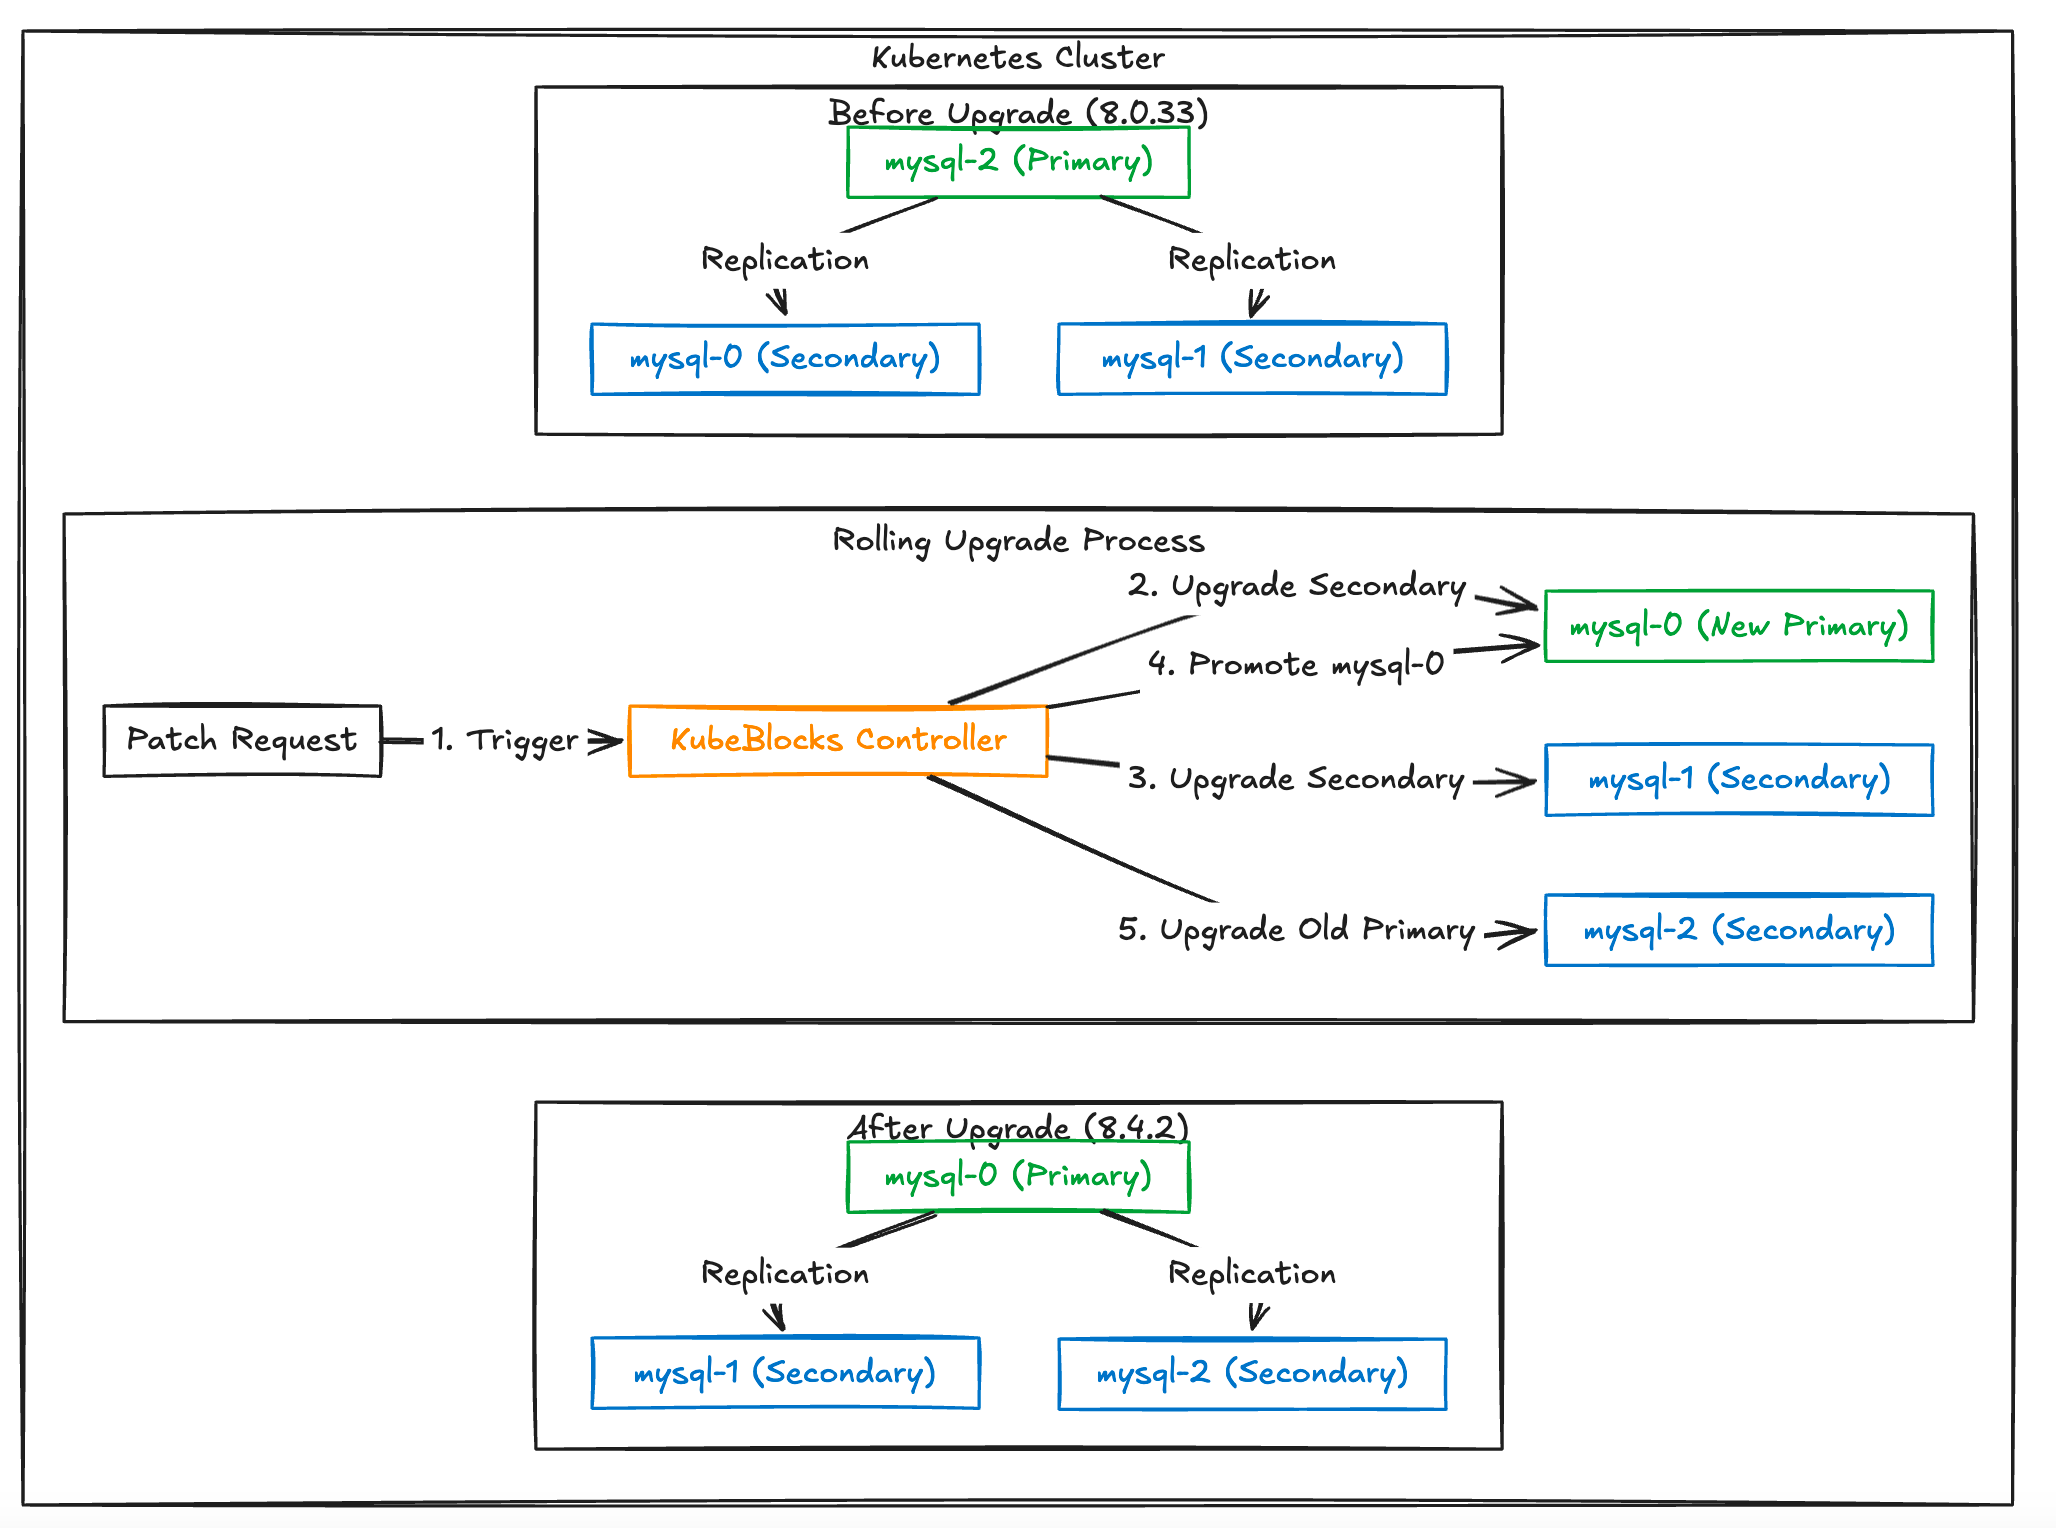 Kubernetes Cluster
Before Upgrade (8.0.33)
mysql-2 (Primary)
Replication
Replication
mysql-0 (Secondary)
mysql-1 (Secondary)
Rolling Upgrade Process
2. Upgrade Secondary
mysql-0 (New Primary)
4. Promote mysql-0
Patch Request
1. Trigger
KubeBlocks Controller
3. Upgrade Secondary
mysql-1 (Secondary)
5. Upgrade Old Primary
mysql-2 (Secondary)
After Upgrade (8.4.2)
mysql-0 (Primary)
Replication
Replication
mysql-1 (Secondary)
mysql-2 (Secondary)